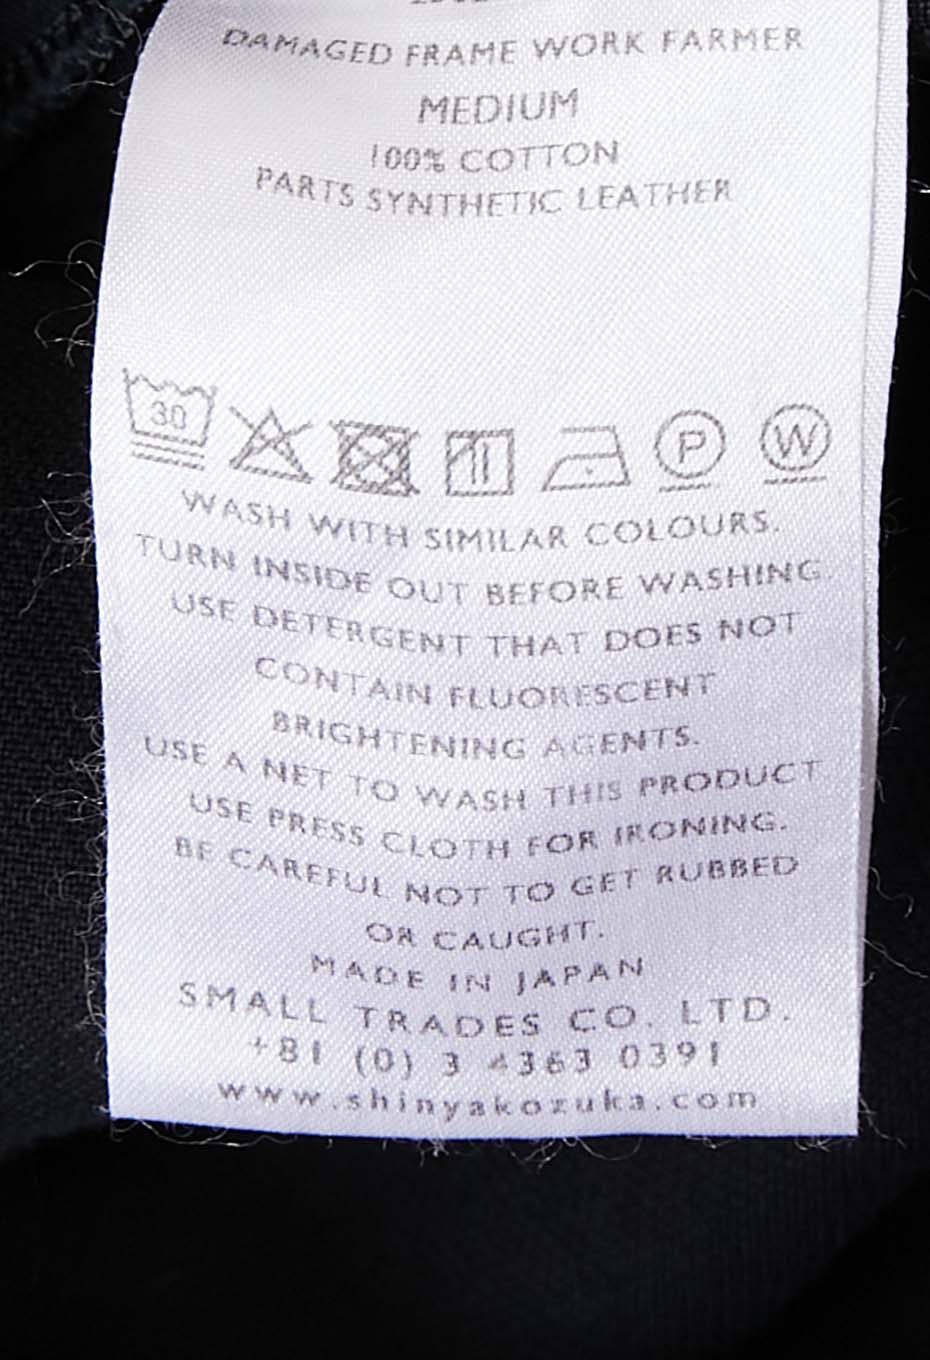 DAMAGED FRAME WORK FARMER
MEDIUM
100% COTTON
PARTS SYNTHETIC LEATHER
30 P W
WASH WITH SIMILAR COLOURS.
TURN INSIDE OUT BEFORE WASHING.
USE DETERGENT THAT DOES NOT
CONTAIN FLUORESCENT
BRIGHTENING AGENTS.
USE A NET TO WASH THIS PRODUCT
USE PRESS CLOTH FOR IRONING.
BE CAREFUL NOT TO GET RUBBED
OR CAUGHT.
MADE IN JAPAN
SMALL TRADES CO. LTD.
+81 (0) 3 4363 0391
www.shinyakozuka.com